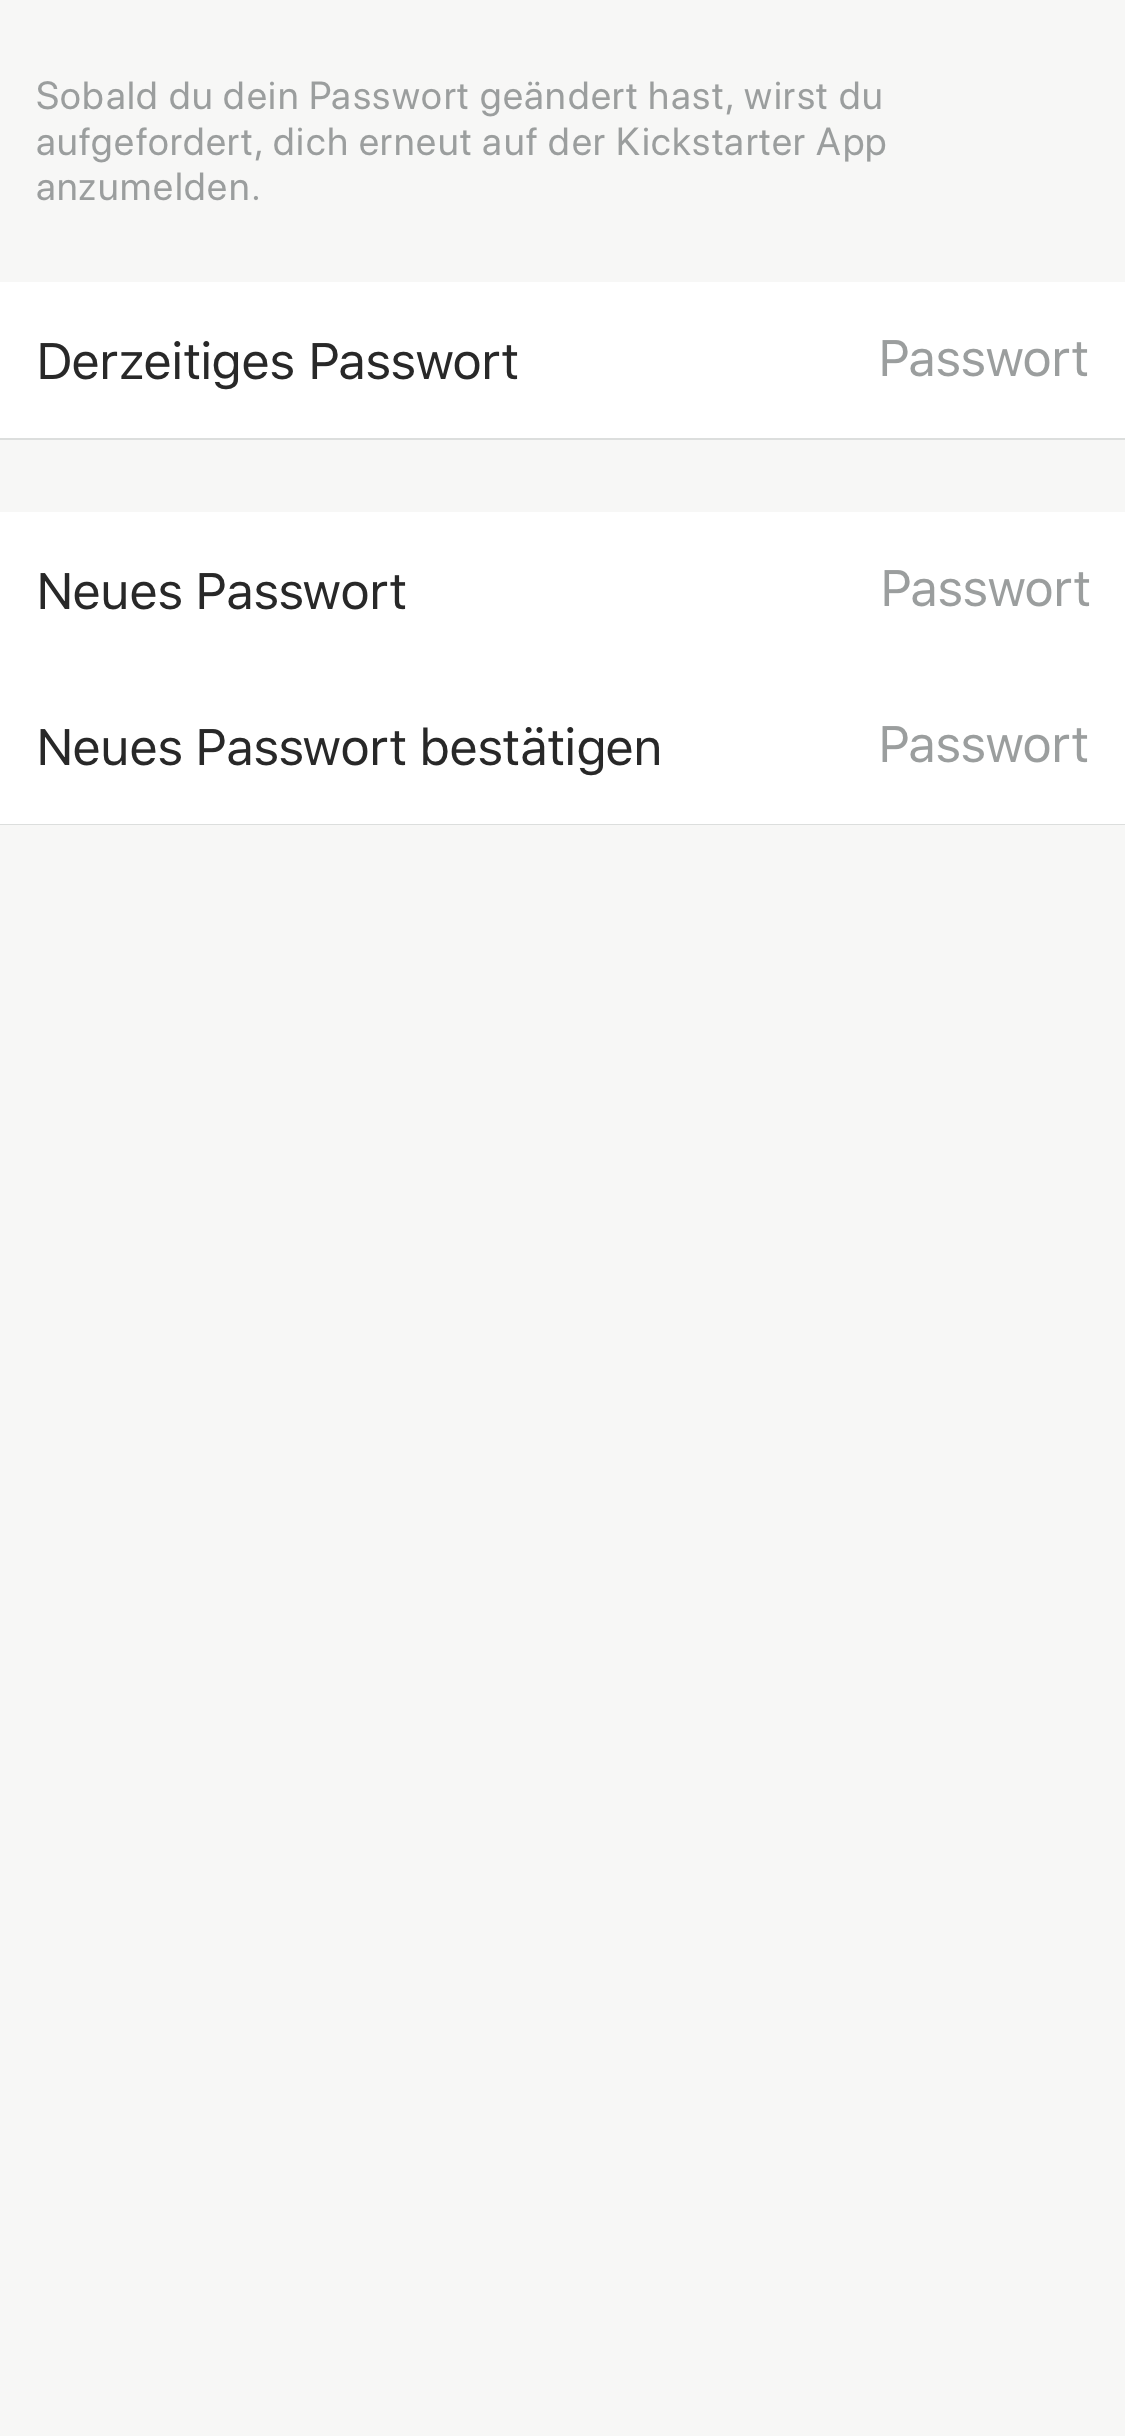 Sobald du dein Passwort geändert hast, wirst du
aufgefordert, dich erneut auf der Kickstarter App
anzumelden.
Derzeitiges Passwort Passwort
Neues Passwort Passwort
Neues Passwort bestätigen Passwort